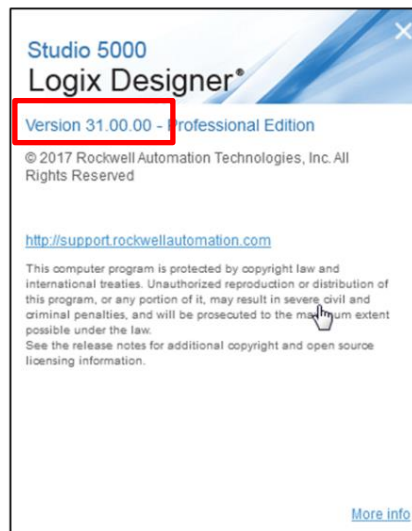 Studio 5000
Logix Designer®
Version 31.00.00 - Professional Edition
© 2017 Rockwell Automation Technologies, Inc. All
Rights Reserved
http://support.rockwellautomation.com
This computer program is protected by copyright law and
international treaties. Unauthorized reproduction or distribution of
this program, or any portion of it, may result in severe civil and
criminal penalties, and will be prosecuted to the maximum extent
possible under the law.
See the release notes for additional copyright and open source
licensing information.
More info